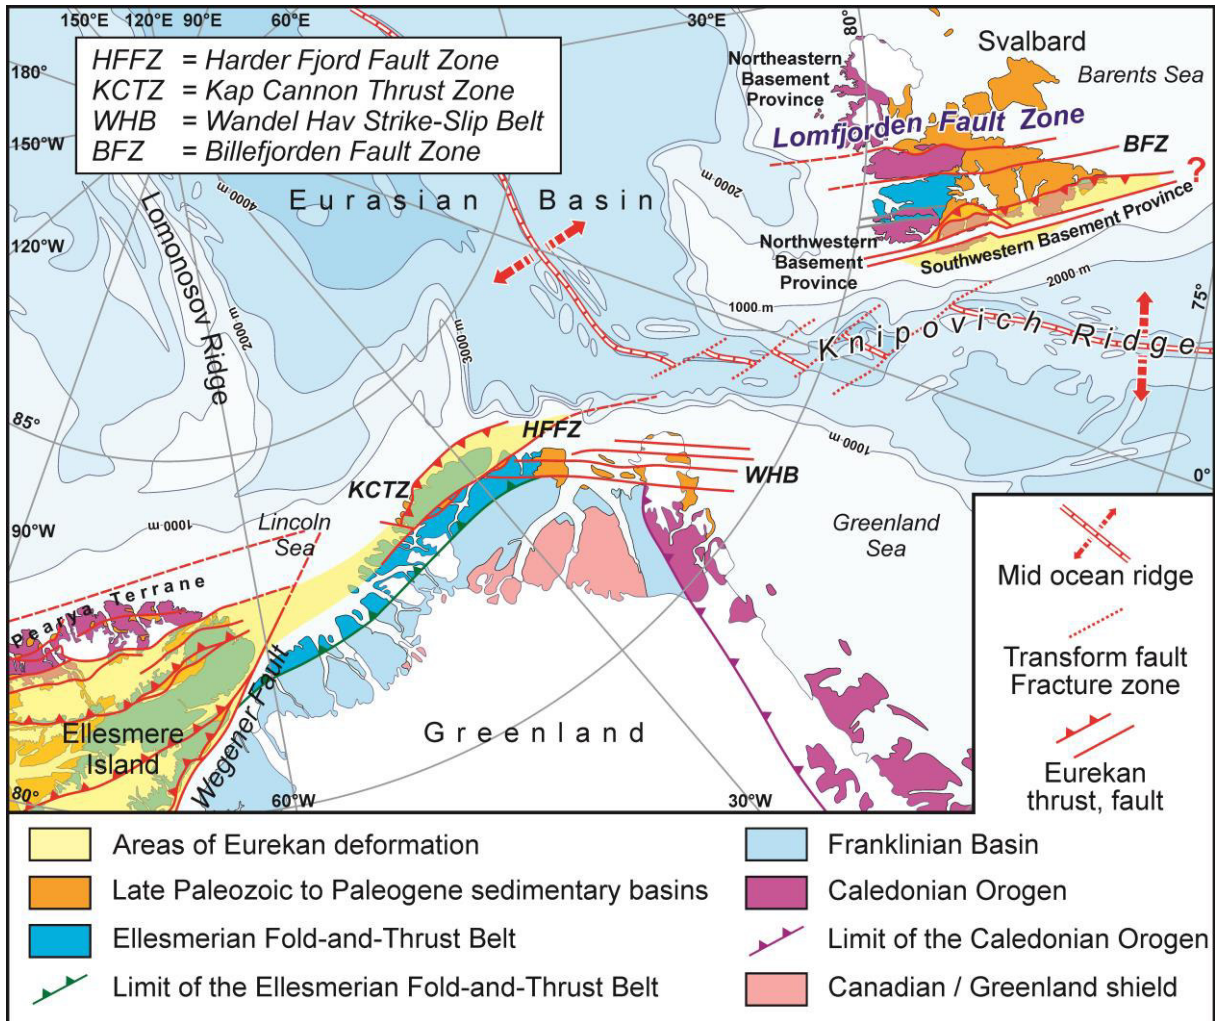 150°E 120°E 90°E 60°E 30°E 80°
HFFZ = Harder Fjord Fault Zone
KCTZ = Kap Cannon Thrust Zone
WHB = Wandel Hav Strike-Slip Belt
BFZ = Billefjorden Fault Zone
180°
150°W
120°W
85°
90°W
80°
60°W
30°W
0°
75°
Svalbard
Barents Sea
Northeastern
Basement
Province
Lomfjorden Fault Zone
BFZ
?
Northwestern
Basement
Province
Southwestern Basement Province
2000 m
1000 m
2000 m
Eurasian Basin
4000 m
Lomonosov Ridge
2000 m
3000 m
Knipovich Ridge
1000 m
HFFZ
KCTZ
WHB
1000 m
Lincoln
Sea
Greenland
Sea
Pearya Terrane
Ellesmere
Island
Wegener Fault
Greenland
Mid ocean ridge
Transform fault
Fracture zone
Eurekan
thrust, fault
Areas of Eurekan deformation
Late Paleozoic to Paleogene sedimentary basins
Ellesmerian Fold-and-Thrust Belt
Limit of the Ellesmerian Fold-and-Thrust Belt
Franklinian Basin
Caledonian Orogen
Limit of the Caledonian Orogen
Canadian / Greenland shield